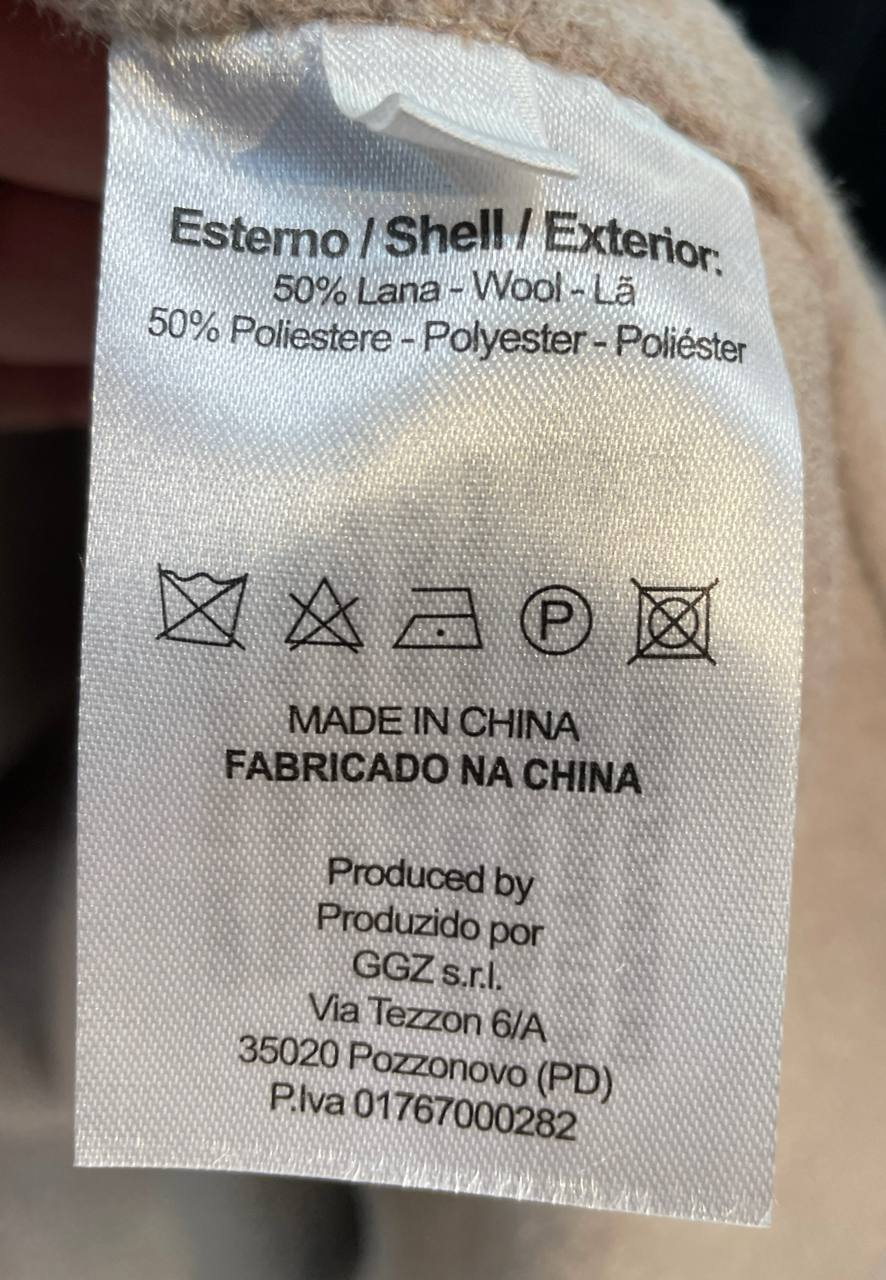 Esterno / Shell / Exterior:
50% Lana - Wool - Lã
50% Poliestere - Polyester - Poliéster
P
MADE IN CHINA
FABRICADO NA CHINA
Produced by
Produzido por
GGZ s.r.l.
Via Tezzon 6/A
35020 Pozzonovo (PD)
P.Iva 01767000282